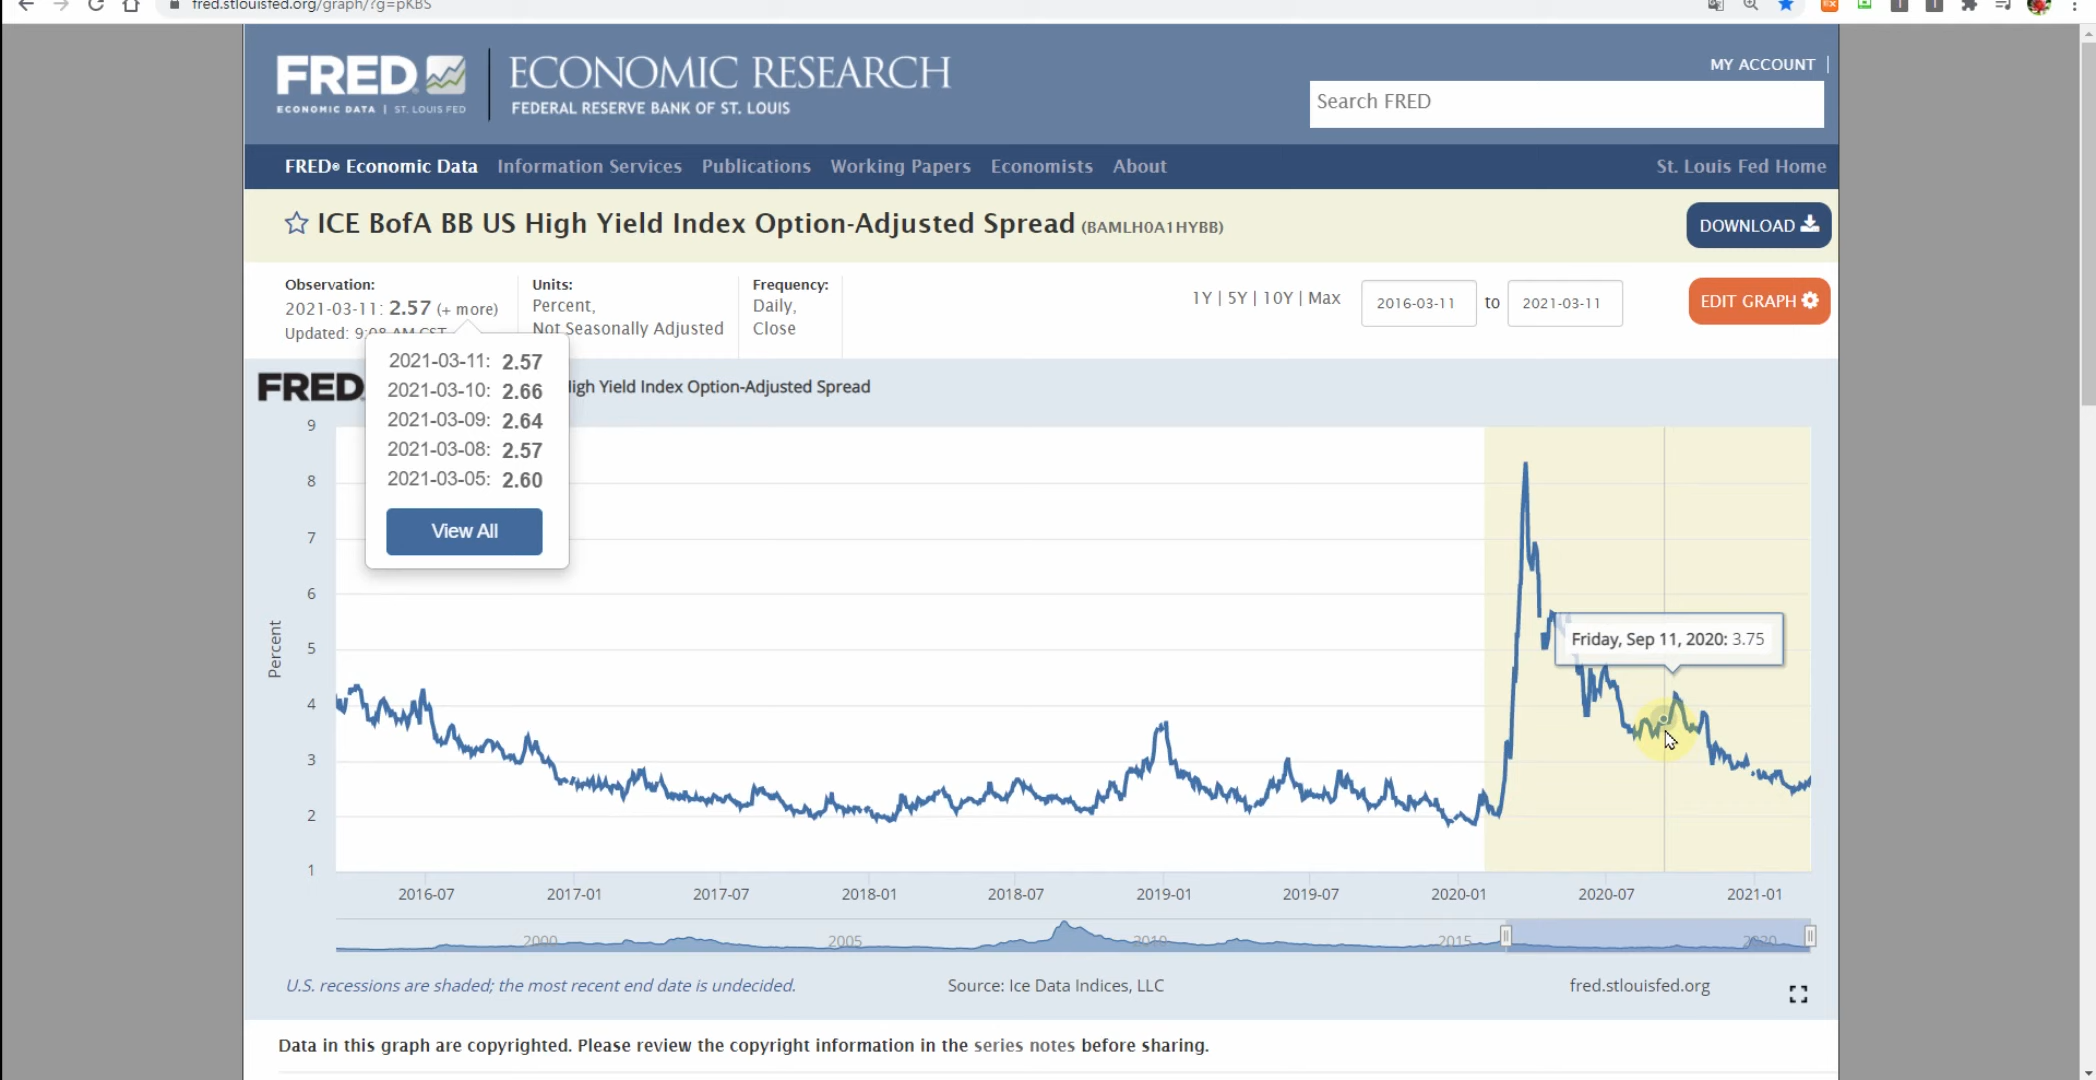 fred.stlouisfed.org/graph/?g=pKBS
FRED
ECONOMIC DATA | ST. LOUIS FED
ECONOMIC RESEARCH
FEDERAL RESERVE BANK OF ST. LOUIS
MY ACCOUNT
Search FRED
FRED® Economic Data Information Services Publications Working Papers Economists About St. Louis Fed Home
ICE BofA BB US High Yield Index Option-Adjusted Spread (BAMLH0A1HYBB)
DOWNLOAD
Observation:
2021-03-11: 2.57 (+ more)
Updated: 9:08 AM CST
Units:
Percent,
Not Seasonally Adjusted
Frequency:
Daily,
Close
1Y | 5Y | 10Y | Max
2016-03-11 to 2021-03-11
EDIT GRAPH
2021-03-11: 2.57
2021-03-10: 2.66
2021-03-09: 2.64
2021-03-08: 2.57
2021-03-05: 2.60
View All
FRED
High Yield Index Option-Adjusted Spread
9
8
7
6
5
4
3
2
1
Percent
Friday, Sep 11, 2020: 3.75
2016-07 2017-01 2017-07 2018-01 2018-07 2019-01 2019-07 2020-01 2020-07 2021-01
2000 2005 2010 2015 2020
U.S. recessions are shaded; the most recent end date is undecided.
Source: Ice Data Indices, LLC
fred.stlouisfed.org
Data in this graph are copyrighted. Please review the copyright information in the series notes before sharing.